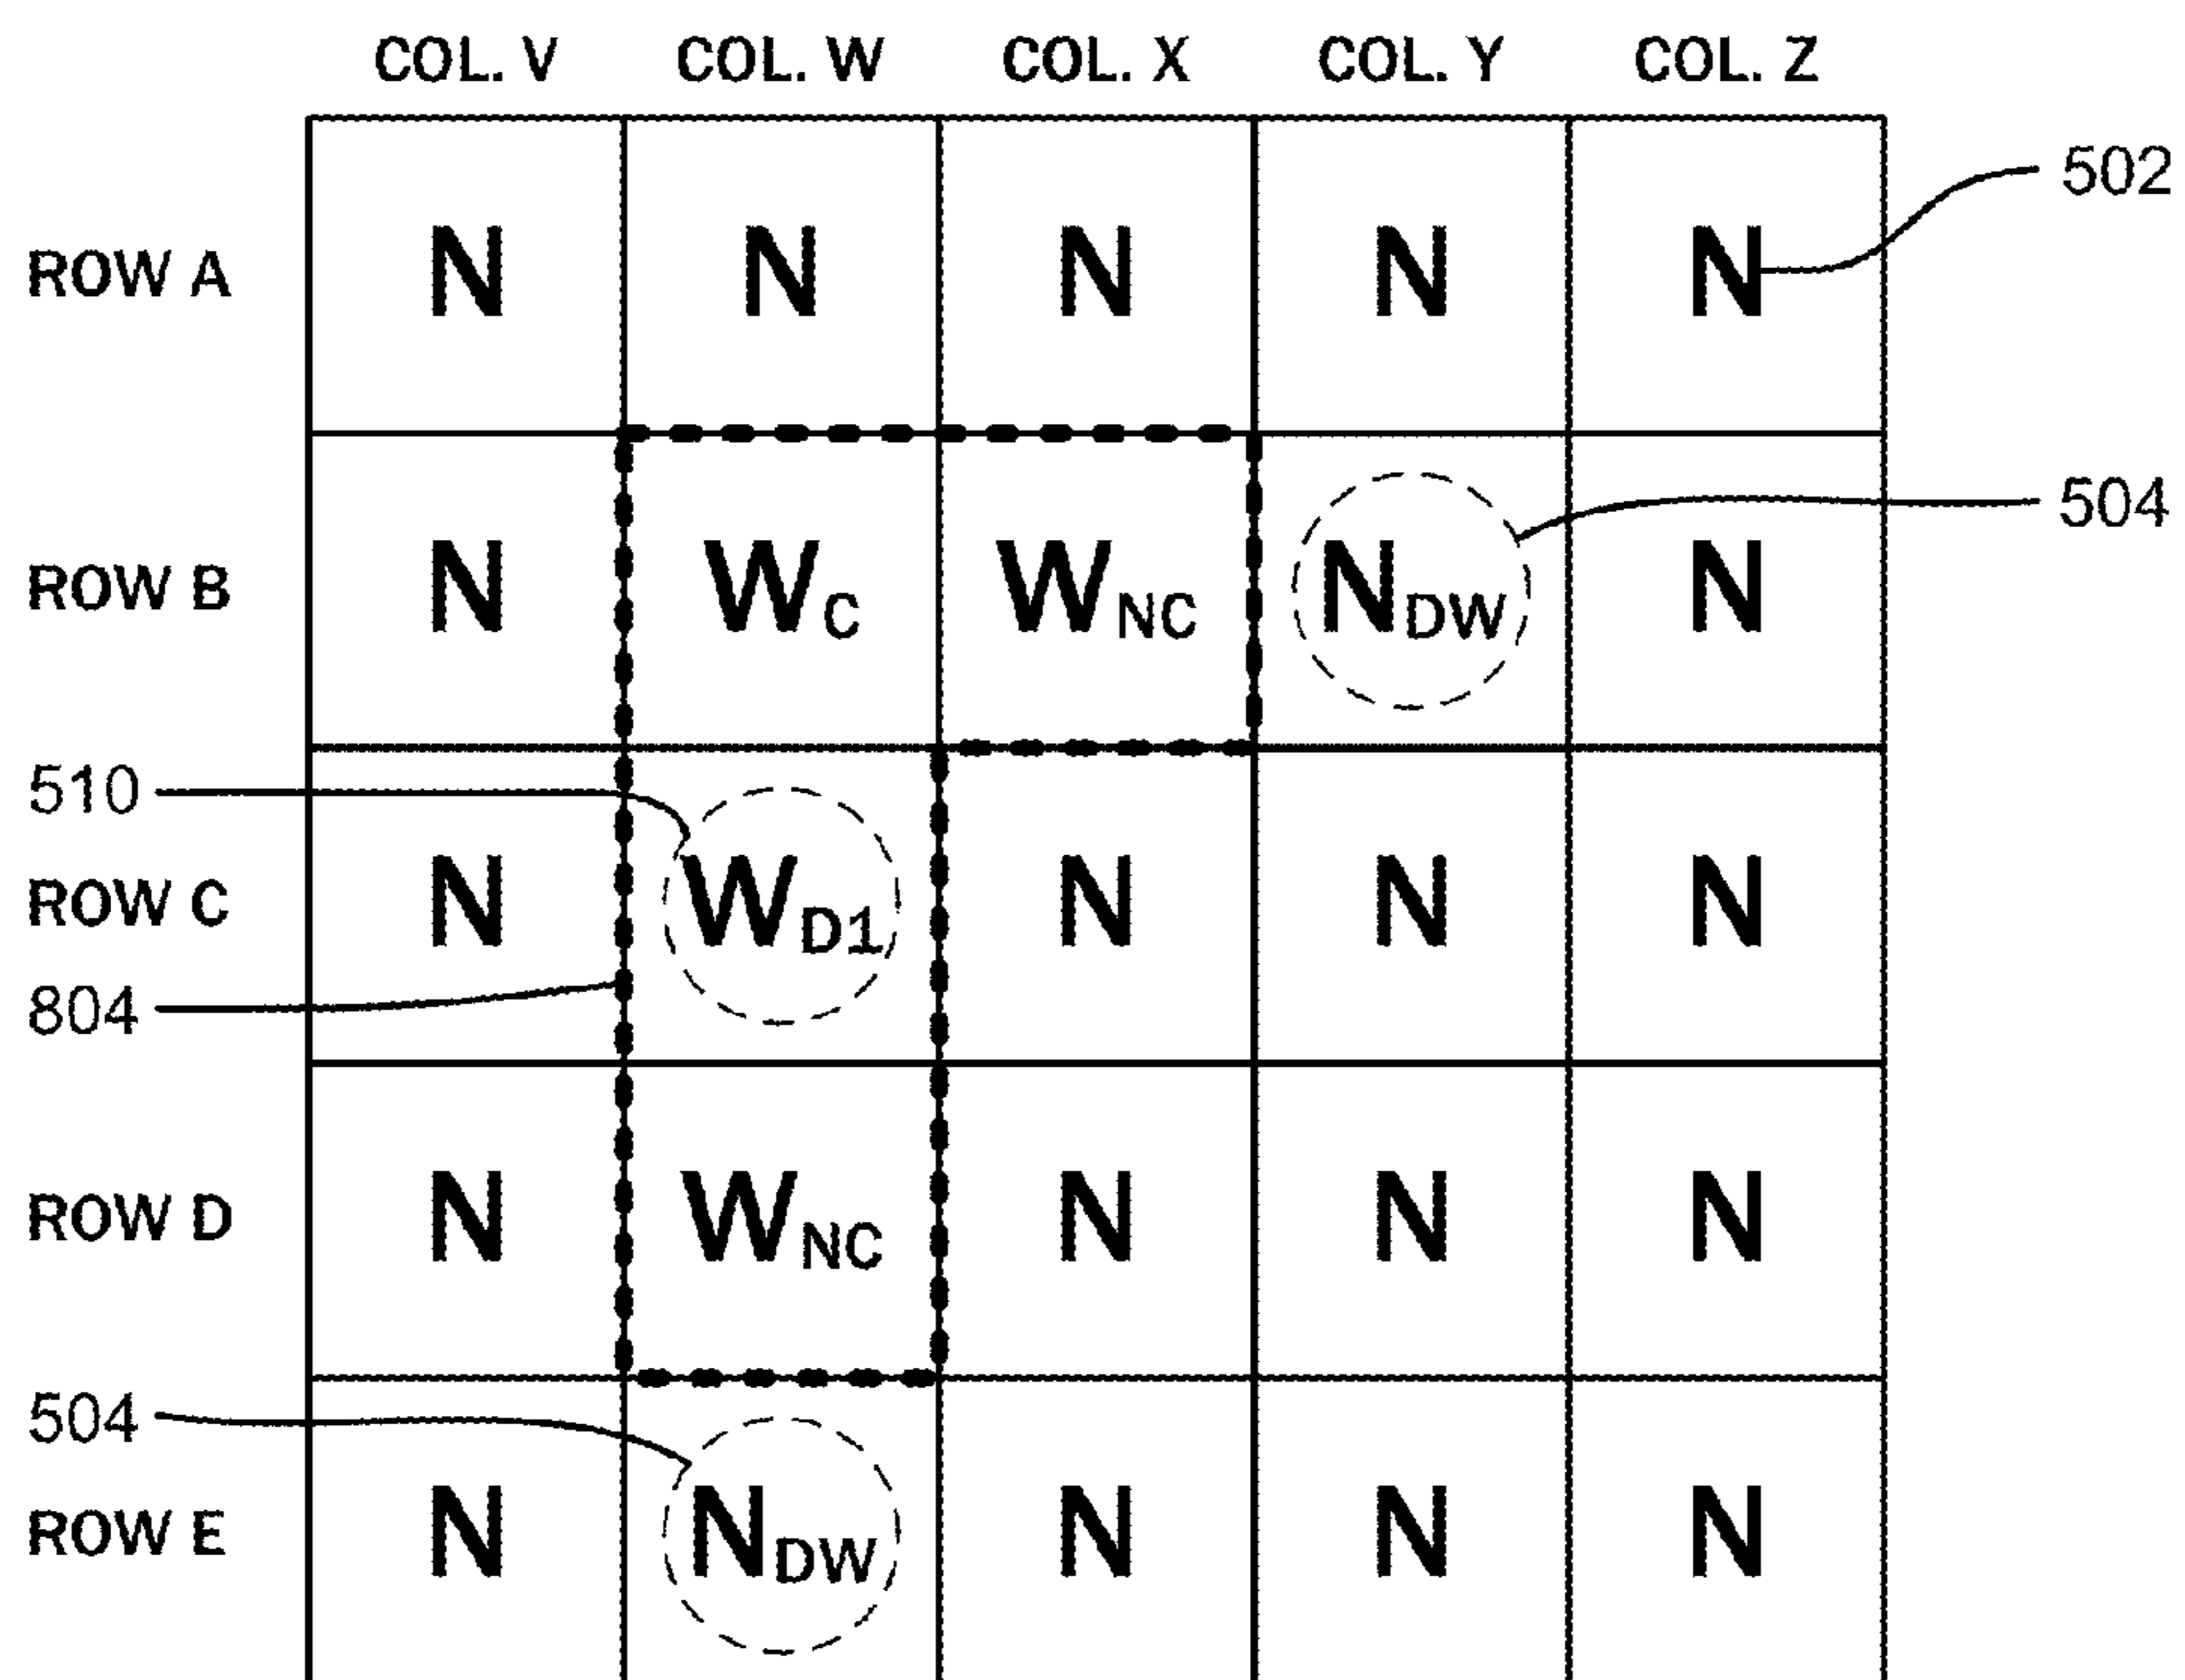 COL. V COL. W COL. X COL. Y COL. Z
502
ROW A N N N N N
504
ROW B N WC WNC NDW N
510
ROW C N WD1 N N N
804
ROW D N WNC N N N
504
ROW E N NDW N N N